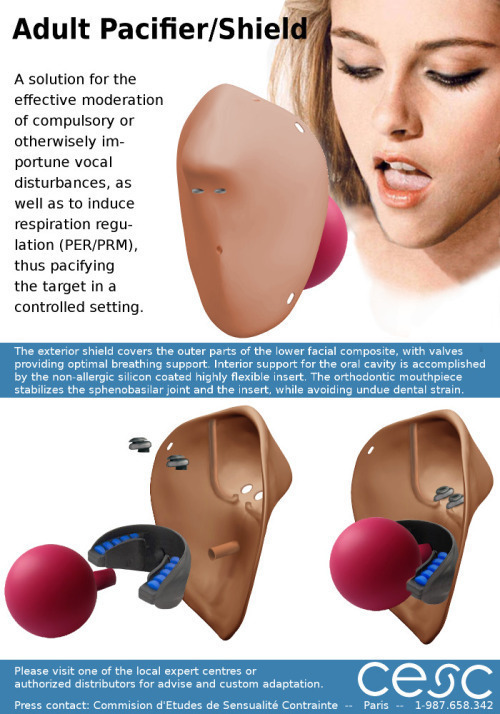 Adult Pacifier/Shield
A solution for the
effective moderation
of compulsory or
otherwisely im-
portune vocal
disturbances, as
well as to induce
respiration regu-
lation (PER/PRM),
thus pacifying
the target in a
controlled setting.
The exterior shield covers the outer parts of the lower facial composite, with valves
providing optimal breathing support. Interior support for the oral cavity is accomplished
by the non-allergic silicon coated highly flexible insert. The orthodontic mouthpiece
stabilizes the sphenobasilar joint and the insert, while avoiding undue dental strain.
Please visit one of the local expert centres or
authorized distributors for advise and custom adaptation.
cesc
Press contact: Commision d'Etudes de Sensualité Contrainte -- Paris -- 1-987.658.342